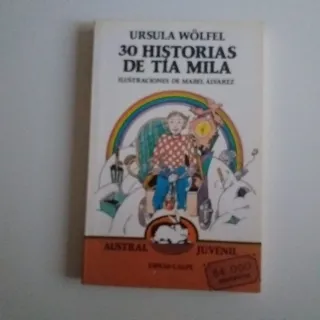 URSULA WÖLFEL
30 HISTORIAS
DE TÍA MILA
ILUSTRACIONES DE MABEL ÁLVAREZ
AUSTRAL JUVENIL
ESPASA-CALPE